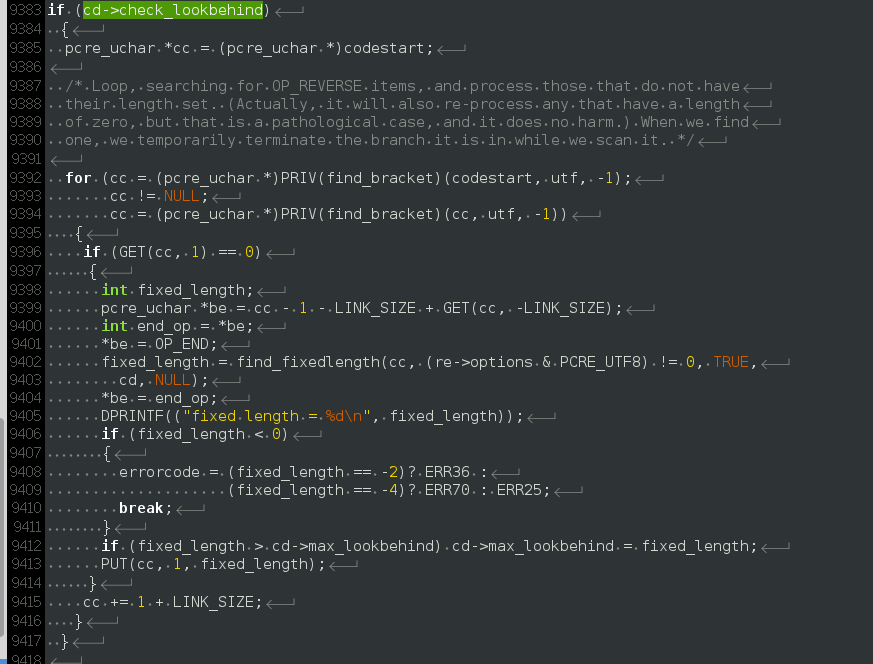 9383 if (cd->check_lookbehind)
9384 {
9385 pcre_uchar *cc = (pcre_uchar *)codestart;
9386
9387 /* Loop, searching for OP_REVERSE items, and process those that do not have
9388 their length set. (Actually, it will also re-process any that have a length
9389 of zero, but that is a pathological case, and it does no harm.) When we find
9390 one, we temporarily terminate the branch it is in while we scan it. */
9391
9392 for (cc = (pcre_uchar *)PRIV(find_bracket)(codestart, utf, -1);
9393 cc != NULL;
9394 cc = (pcre_uchar *)PRIV(find_bracket)(cc, utf, -1))
9395 {
9396 if (GET(cc, 1) == 0)
9397 {
9398 int fixed_length;
9399 pcre_uchar *be = cc - 1 - LINK_SIZE + GET(cc, -LINK_SIZE);
9400 int end_op = *be;
9401 *be = OP_END;
9402 fixed_length = find_fixedlength(cc, (re->options & PCRE_UTF8) != 0, TRUE,
9403 cd, NULL);
9404 *be = end_op;
9405 DPRINTF(("fixed length = %d\n", fixed_length));
9406 if (fixed_length < 0)
9407 {
9408 errorcode = (fixed_length == -2)? ERR36 :
9409 (fixed_length == -4)? ERR70 : ERR25;
9410 break;
9411 }
9412 if (fixed_length > cd->max_lookbehind) cd->max_lookbehind = fixed_length;
9413 PUT(cc, 1, fixed_length);
9414 }
9415 cc += 1 + LINK_SIZE;
9416 }
9417 }
9418